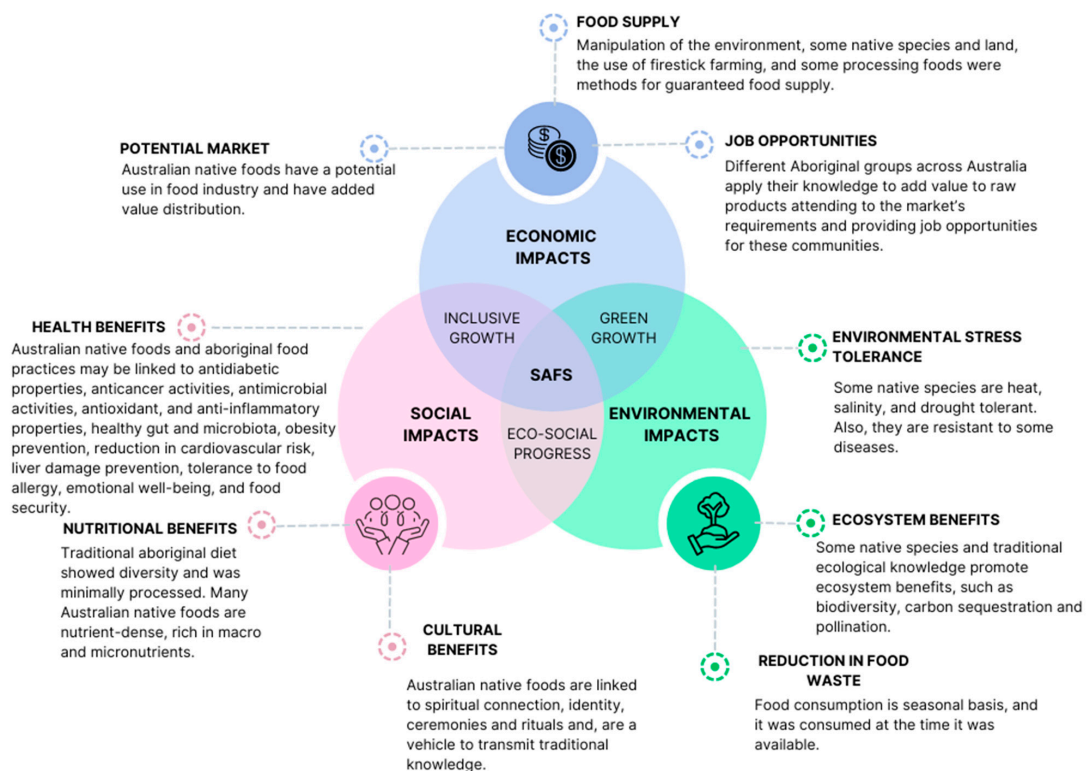 FOOD SUPPLY
Manipulation of the environment, some native species and land,
the use of firestick farming, and some processing foods were
methods for guaranteed food supply.
POTENTIAL MARKET
Australian native foods have a potential
use in food industry and have added
value distribution.
JOB OPPORTUNITIES
Different Aboriginal groups across Australia
apply their knowledge to add value to raw
products attending to the market's
requirements and providing job opportunities
for these communities.
$
$
ECONOMIC
IMPACTS
INCLUSIVE
GROWTH
GREEN
GROWTH
SAFS
SOCIAL
IMPACTS
ENVIRONMENTAL
IMPACTS
ECO-SOCIAL
PROGRESS
HEALTH BENEFITS
Australian native foods and aboriginal food
practices may be linked to antidiabetic
properties, anticancer activities, antimicrobial
activities, antioxidant, and anti-inflammatory
properties, healthy gut and microbiota, obesity
prevention, reduction in cardiovascular risk,
liver damage prevention, tolerance to food
allergy, emotional well-being, and food
security.
ENVIRONMENTAL STRESS
TOLERANCE
Some native species are heat,
salinity, and drought tolerant.
Also, they are resistant to some
diseases.
NUTRITIONAL BENEFITS
Traditional aboriginal diet
showed diversity and was
minimally processed. Many
Australian native foods are
nutrient-dense, rich in macro
and micronutrients.
ECOSYSTEM BENEFITS
Some native species and traditional
ecological knowledge promote
ecosystem benefits, such as
biodiversity, carbon sequestration and
pollination.
CULTURAL
BENEFITS
Australian native foods are linked
to spiritual connection, identity,
ceremonies and rituals and, are a
vehicle to transmit traditional
knowledge.
REDUCTION IN FOOD
WASTE
Food consumption is seasonal basis, and
it was consumed at the time it was
available.